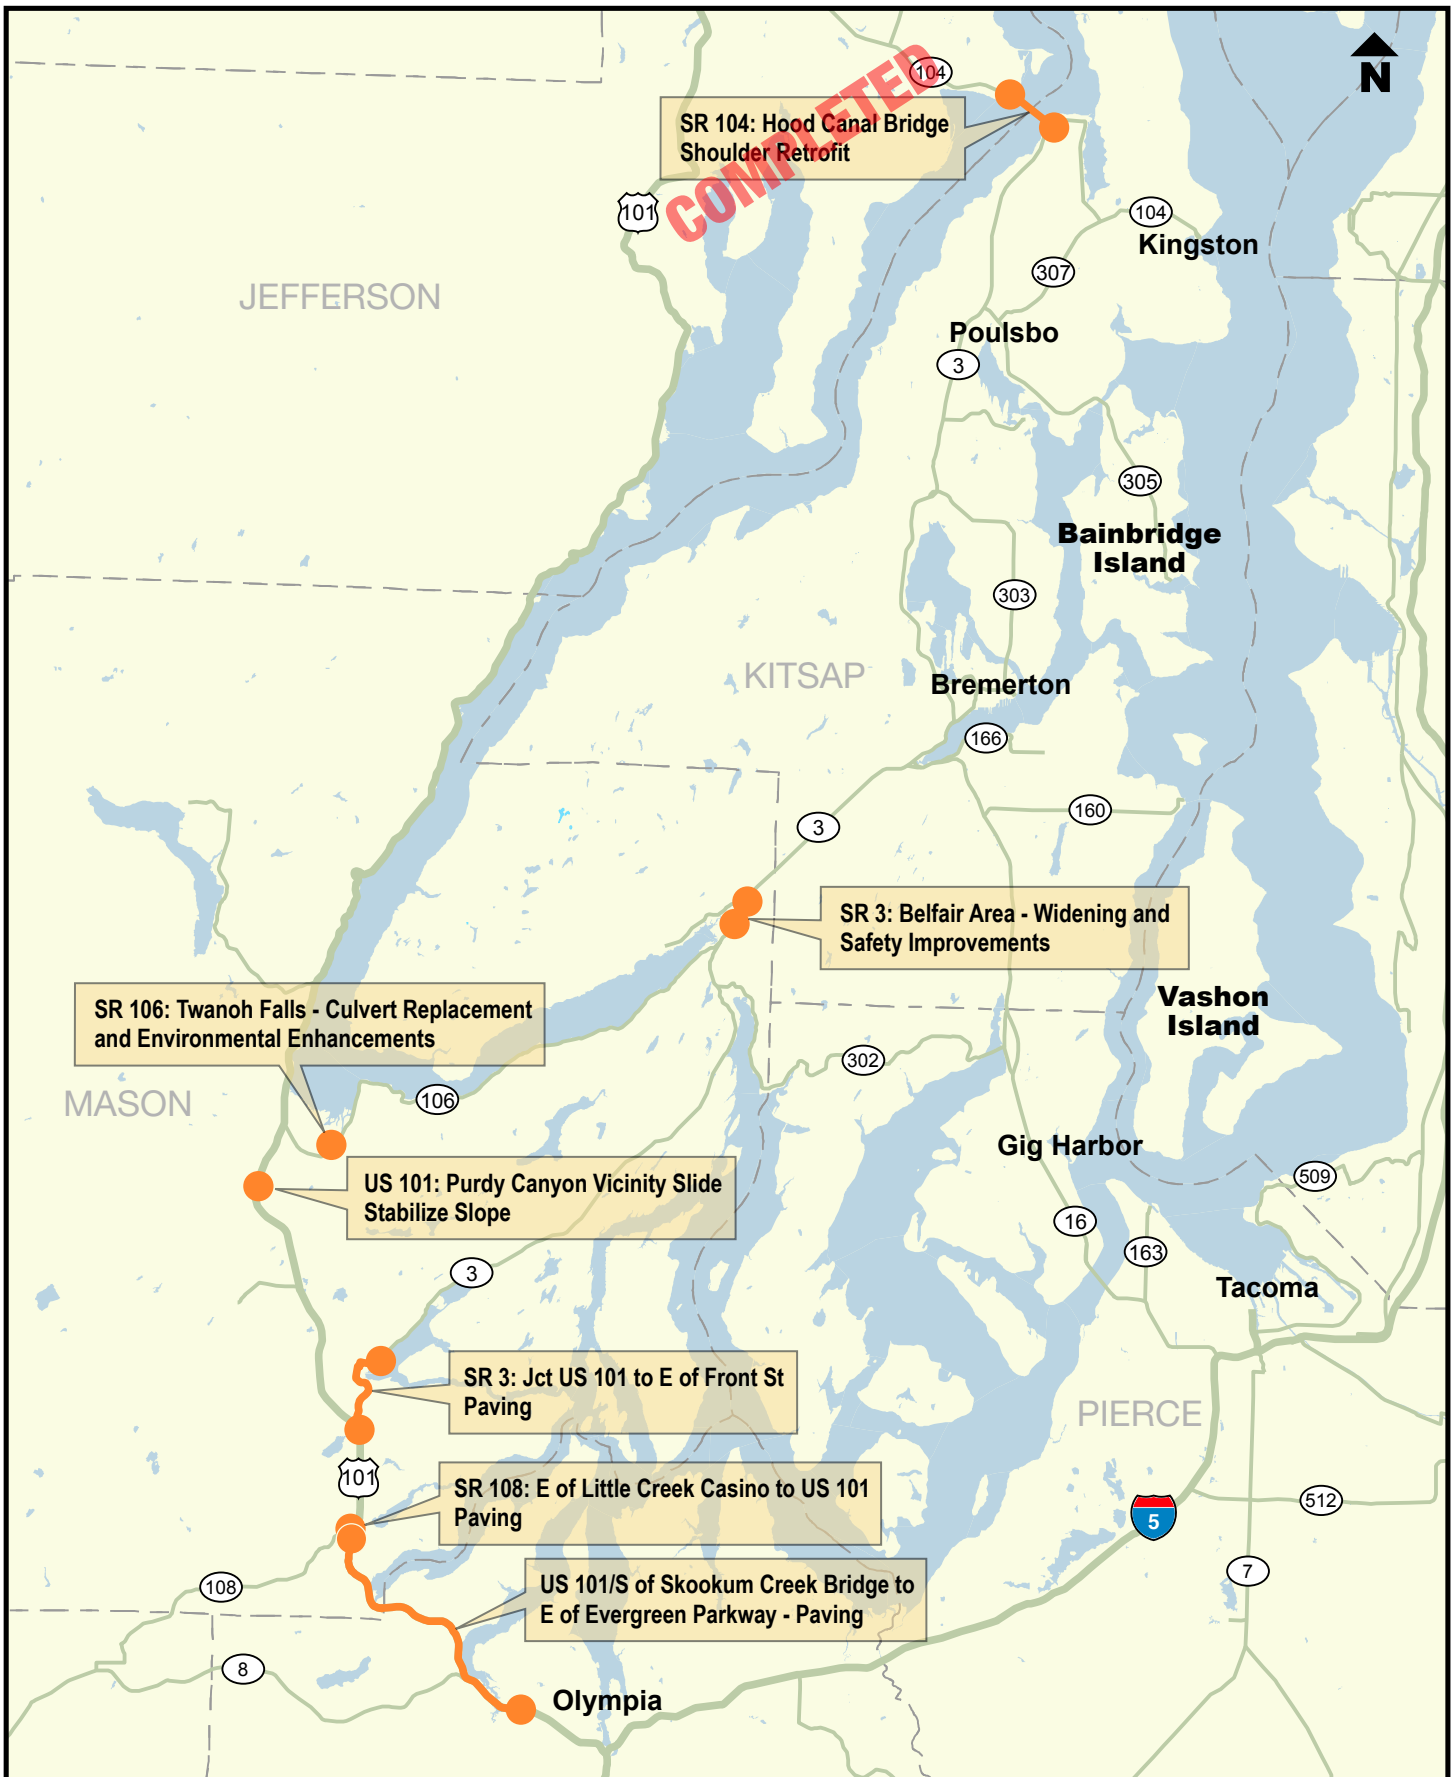 N
104
SR 104: Hood Canal Bridge
Shoulder Retrofit
COMPLETED
101
104
Kingston
307
JEFFERSON
Poulsbo
3
305
Bainbridge
Island
303
KITSAP
Bremerton
166
160
3
SR 3: Belfair Area - Widening and
Safety Improvements
SR 106: Twanoh Falls - Culvert Replacement
and Environmental Enhancements
Vashon
Island
302
106
MASON
Gig Harbor
US 101: Purdy Canyon Vicinity Slide
Stabilize Slope
509
16
163
3
Tacoma
SR 3: Jct US 101 to E of Front St
Paving
PIERCE
101
SR 108: E of Little Creek Casino to US 101
Paving
512
5
7
108
US 101/S of Skookum Creek Bridge to
E of Evergreen Parkway - Paving
8
Olympia